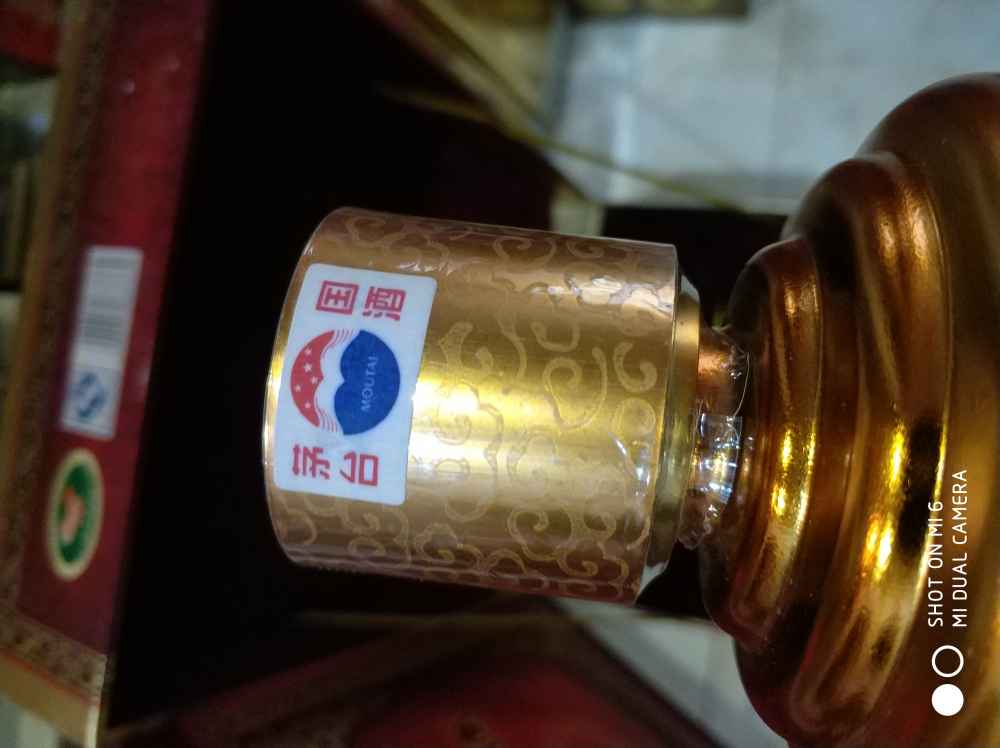 国酒
MOUTAI
茅台
SHOT ON MI 6
MI DUAL CAMERA